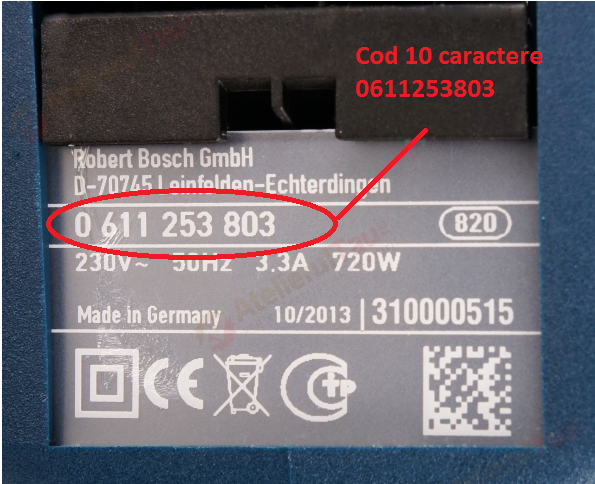 Cod 10 caractere
0611253803
Robert Bosch GmbH
D-70745 Leinfelden-Echterdingen
0 611 253 803 820
230V~ 50Hz 3.3A 720W
Made in Germany 10/2013 310000515
CE